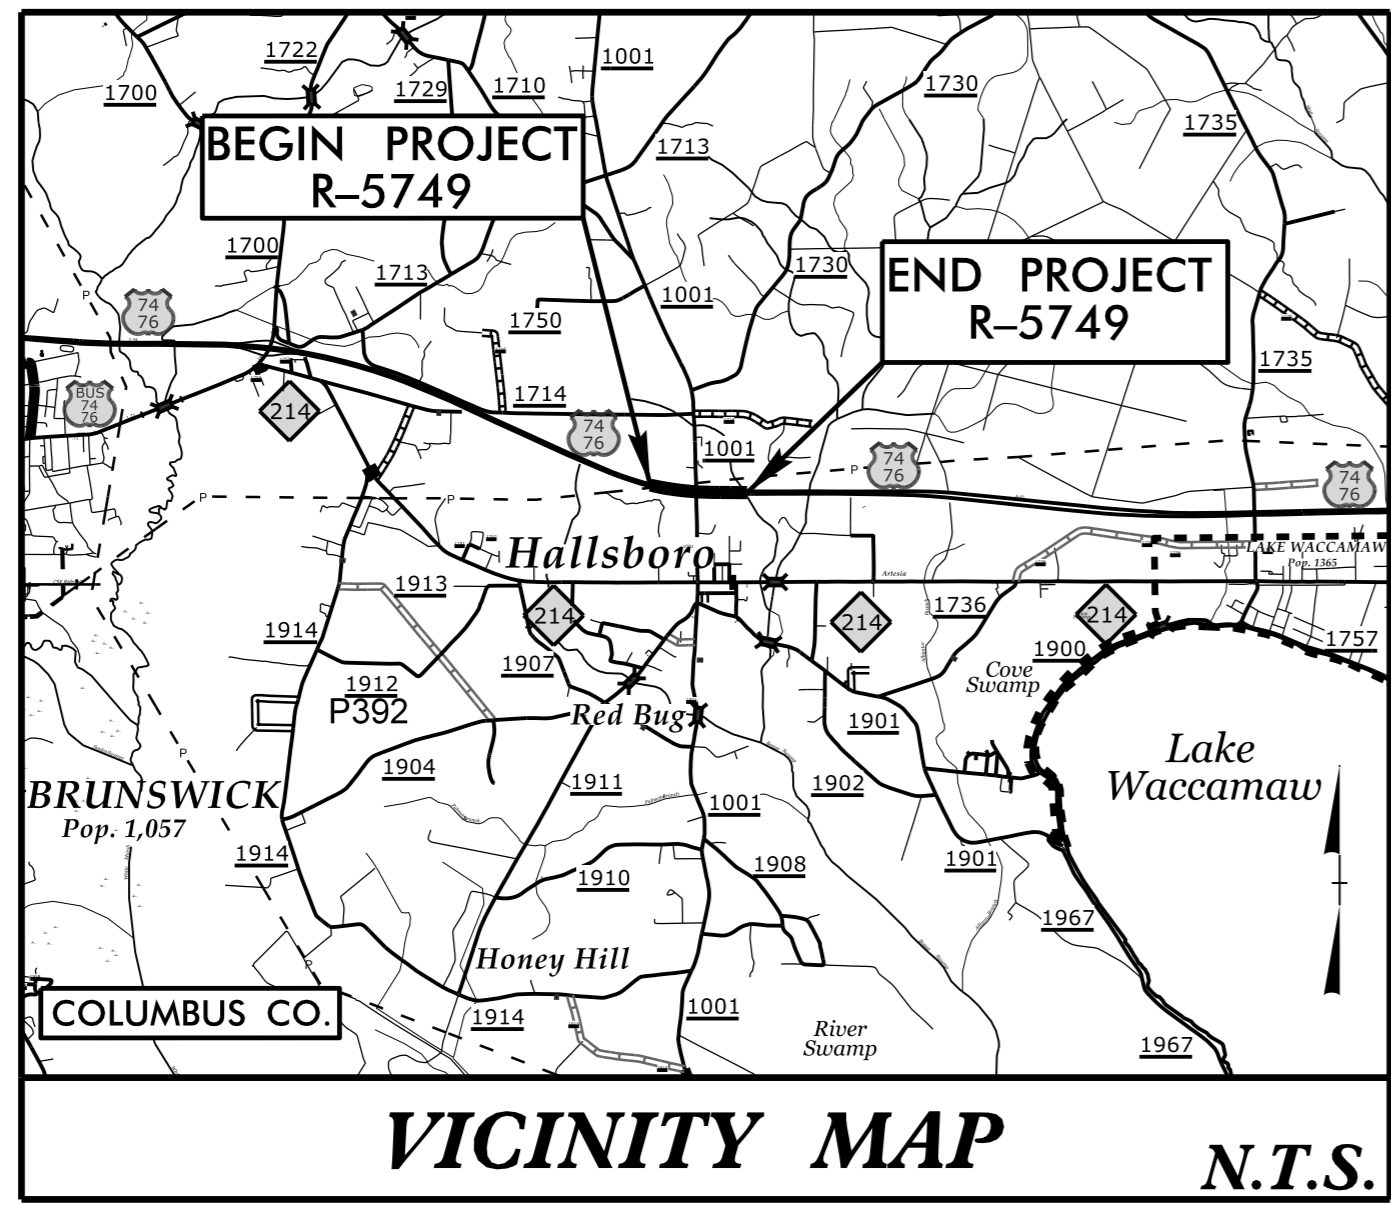 1722
1001
1700
1729
1710
1730
1735
BEGIN PROJECT
R–5749
1713
1700
1713
1730
1001
1750
END PROJECT
R–5749
P
74
76
1735
BUS
74
76
214
1714
74
76
1001
P
74
76
74
76
P
P
Hallsboro
LAKE WACCAMAW
Pop. 1365
Artesia
1913
214
214
1736
214
1914
1907
1900
1757
1912
P392
Red Bug
Cove
Swamp
1901
P
Lake
Waccamaw
1904
1911
1902
BRUNSWICK
Pop. 1,057
1001
1914
1910
1908
1901
1967
Honey Hill
P
COLUMBUS CO.
1914
1001
River
Swamp
1967
VICINITY MAP
N.T.S.